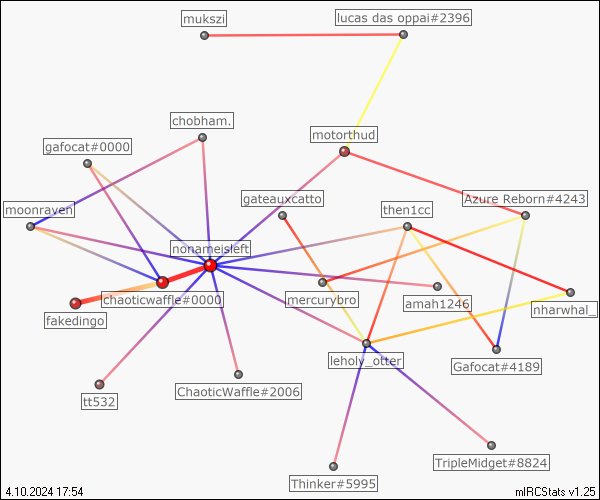 mukszi
lucas das oppai#2396
chobham.
motorthud
gafocat#0000
moonraven
gateauxcatto
then1cc
Azure Reborn#4243
nonameisleft
chaoticwaffle#0000
mercurybro
amah1246
nharwhal_
fakedingo
leholy_otter
Gafocat#4189
tt532
ChaoticWaffle#2006
TripleMidget#8824
Thinker#5995
4.10.2024 17:54
mIRCStats v1.25